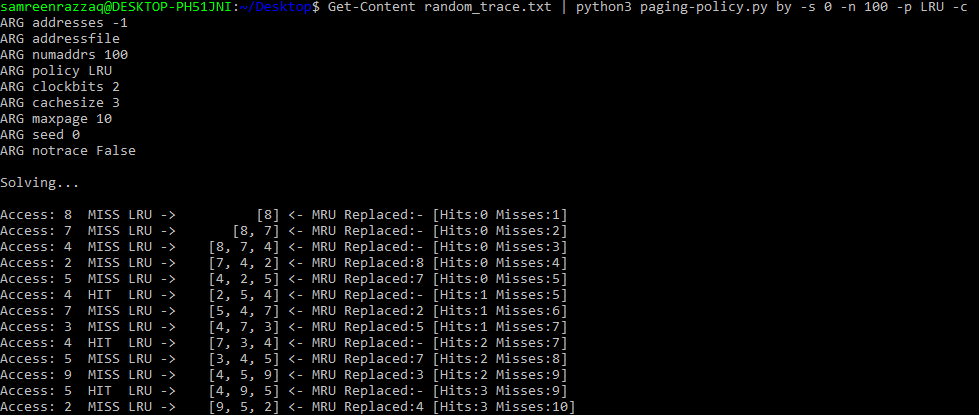 samreenrazzaq@DESKTOP-PH51JNI:~/Desktop$ Get-Content random_trace.txt | python3 paging-policy.py by -s 0 -n 100 -p LRU -c
ARG addresses -1
ARG addressfile
ARG numaddrs 100
ARG policy LRU
ARG clockbits 2
ARG cachesize 3
ARG maxpage 10
ARG seed 0
ARG notrace False
Solving...
Access: 8  MISS LRU ->          [8] <- MRU Replaced:- [Hits:0 Misses:1]
Access: 7  MISS LRU ->       [8, 7] <- MRU Replaced:- [Hits:0 Misses:2]
Access: 4  MISS LRU ->    [8, 7, 4] <- MRU Replaced:- [Hits:0 Misses:3]
Access: 2  MISS LRU ->    [7, 4, 2] <- MRU Replaced:8 [Hits:0 Misses:4]
Access: 5  MISS LRU ->    [4, 2, 5] <- MRU Replaced:7 [Hits:0 Misses:5]
Access: 4  HIT  LRU ->    [2, 5, 4] <- MRU Replaced:- [Hits:1 Misses:5]
Access: 7  MISS LRU ->    [5, 4, 7] <- MRU Replaced:2 [Hits:1 Misses:6]
Access: 3  MISS LRU ->    [4, 7, 3] <- MRU Replaced:5 [Hits:1 Misses:7]
Access: 4  HIT  LRU ->    [7, 3, 4] <- MRU Replaced:- [Hits:2 Misses:7]
Access: 5  MISS LRU ->    [3, 4, 5] <- MRU Replaced:7 [Hits:2 Misses:8]
Access: 9  MISS LRU ->    [4, 5, 9] <- MRU Replaced:3 [Hits:2 Misses:9]
Access: 5  HIT  LRU ->    [4, 9, 5] <- MRU Replaced:- [Hits:3 Misses:9]
Access: 2  MISS LRU ->    [9, 5, 2] <- MRU Replaced:4 [Hits:3 Misses:10]